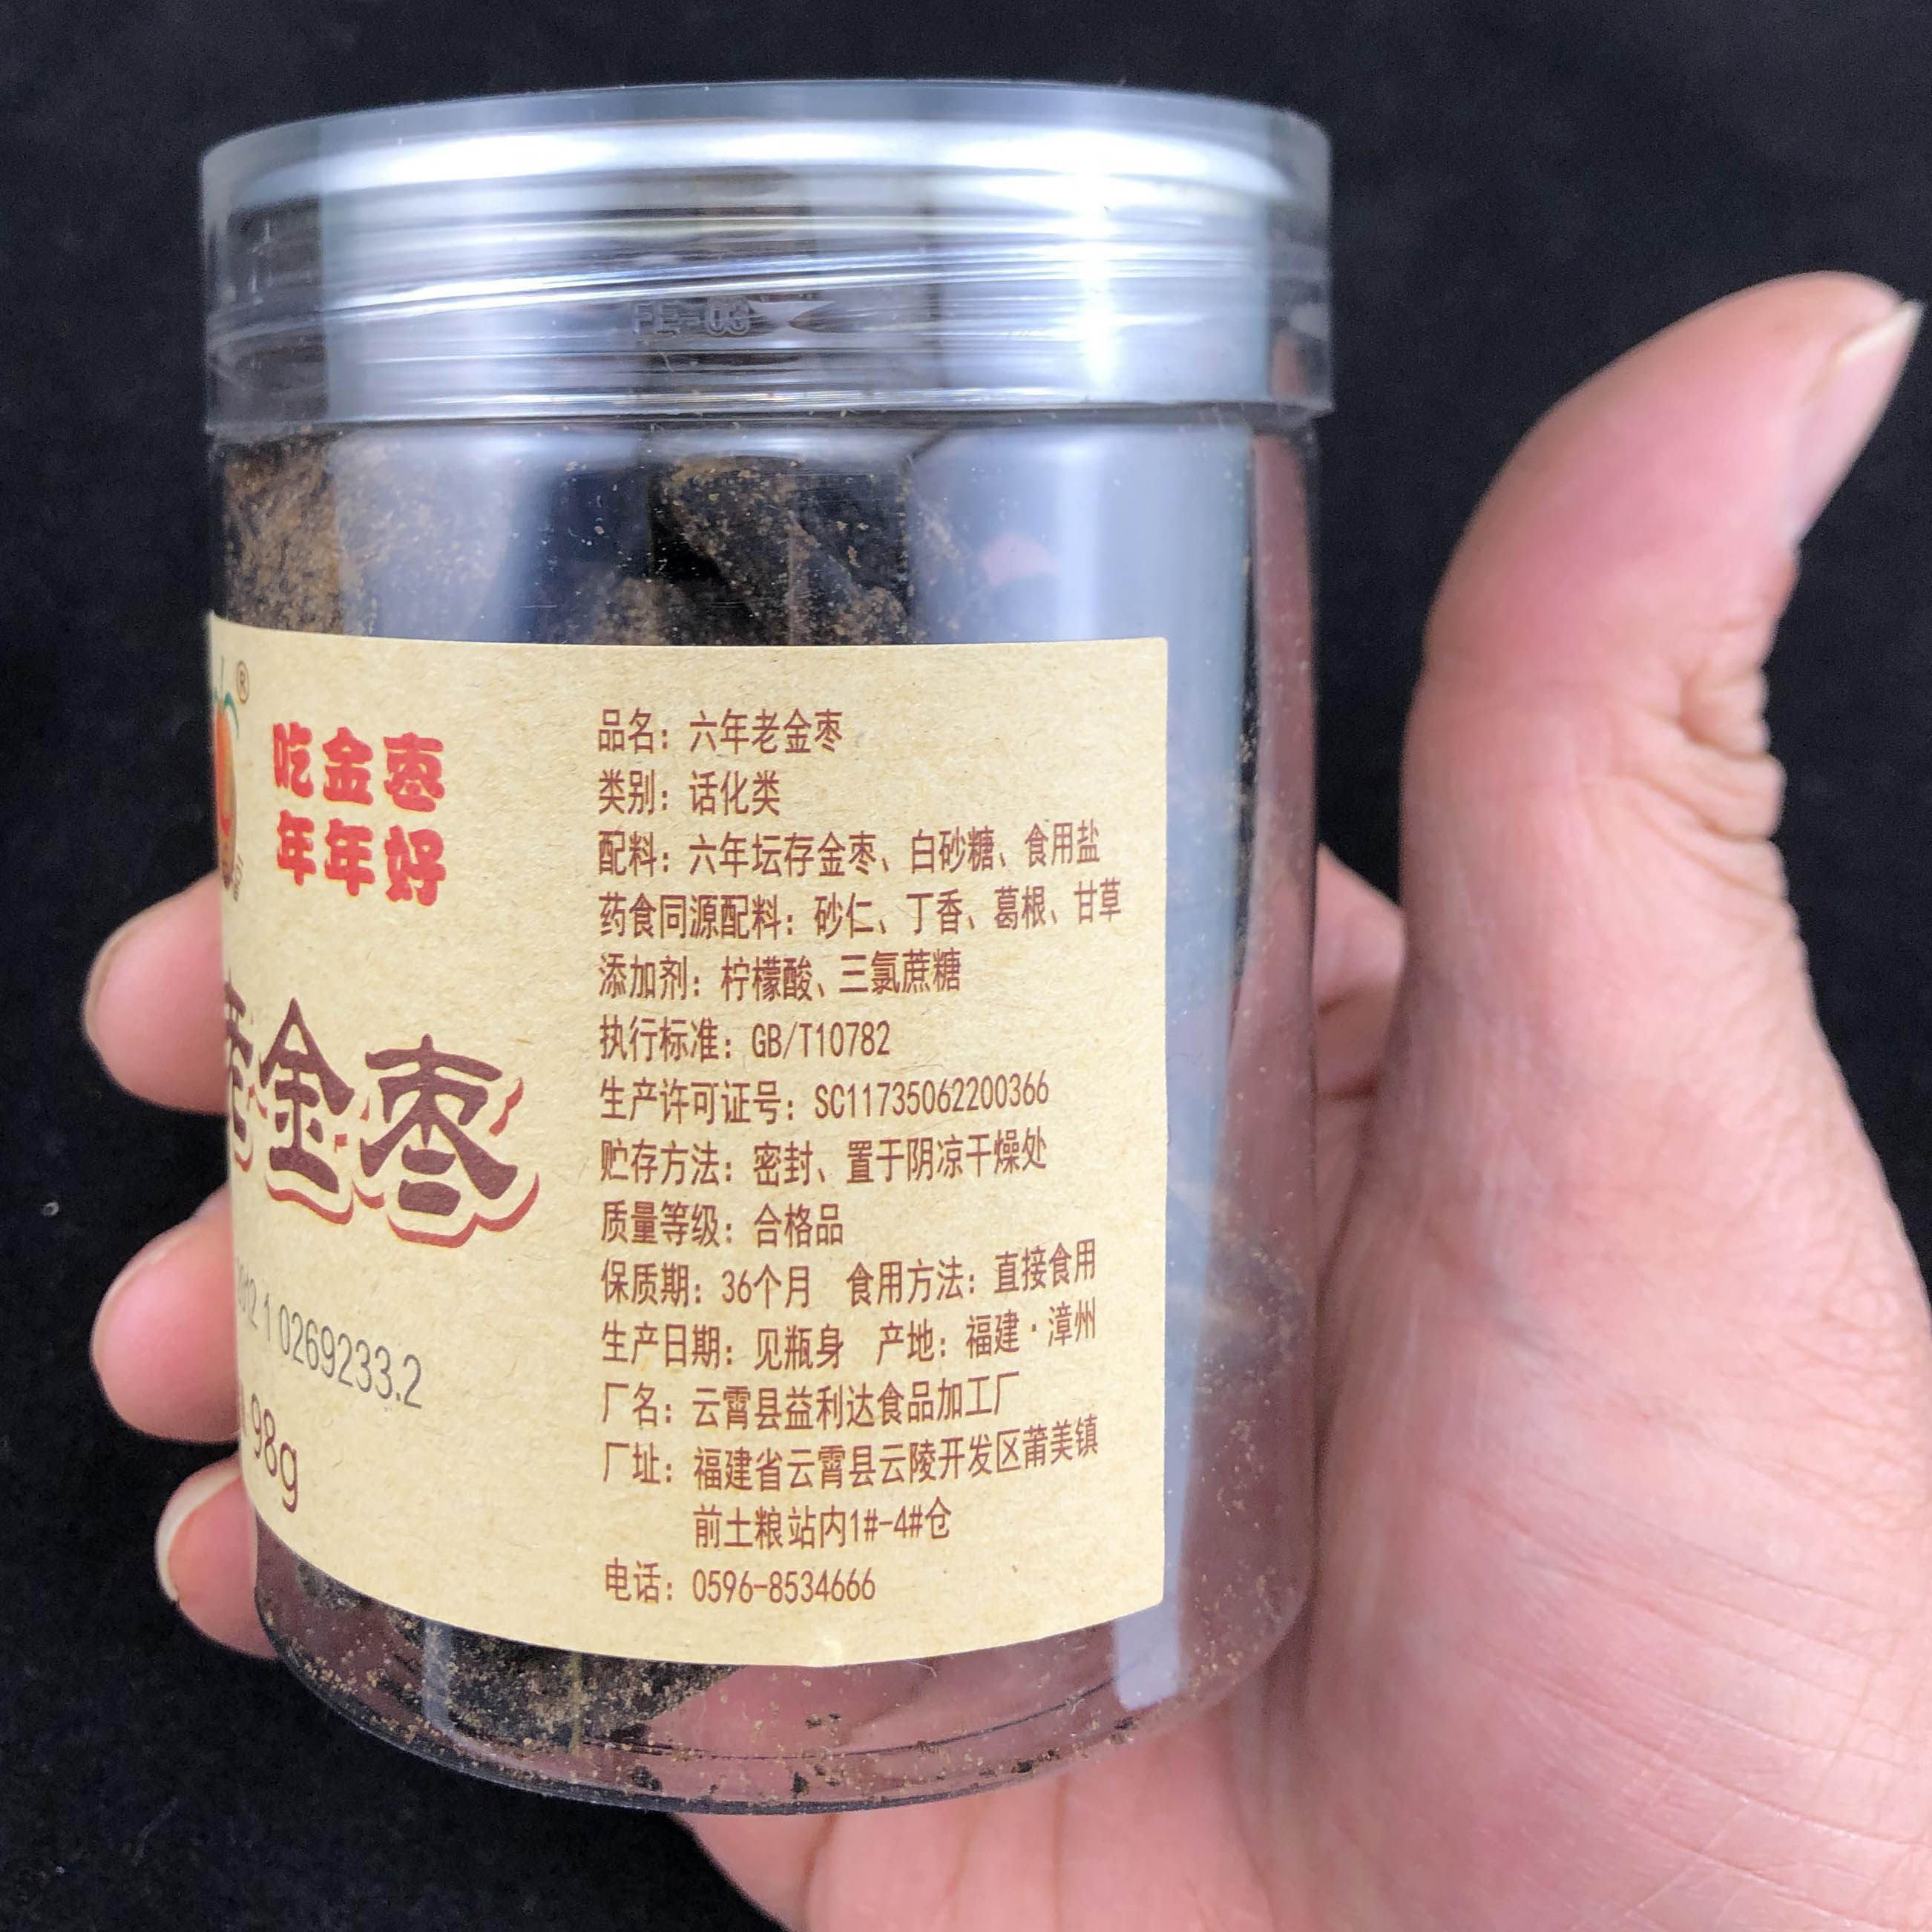 PE-03
®
吃金枣
年年好
老金枣
2012 1 0269233.2
98g
品名：六年老金枣
类别：话化类
配料：六年坛存金枣、白砂糖、食用盐
药食同源配料：砂仁、丁香、葛根、甘草
添加剂：柠檬酸、三氯蔗糖
执行标准：GB/T10782
生产许可证号：SC11735062200366
贮存方法：密封、置于阴凉干燥处
质量等级：合格品
保质期：36个月 食用方法：直接食用
生产日期：见瓶身 产地：福建·漳州
厂名：云霄县益利达食品加工厂
厂址：福建省云霄县云陵开发区莆美镇
前土粮站内1#-4#仓
电话：0596-8534666